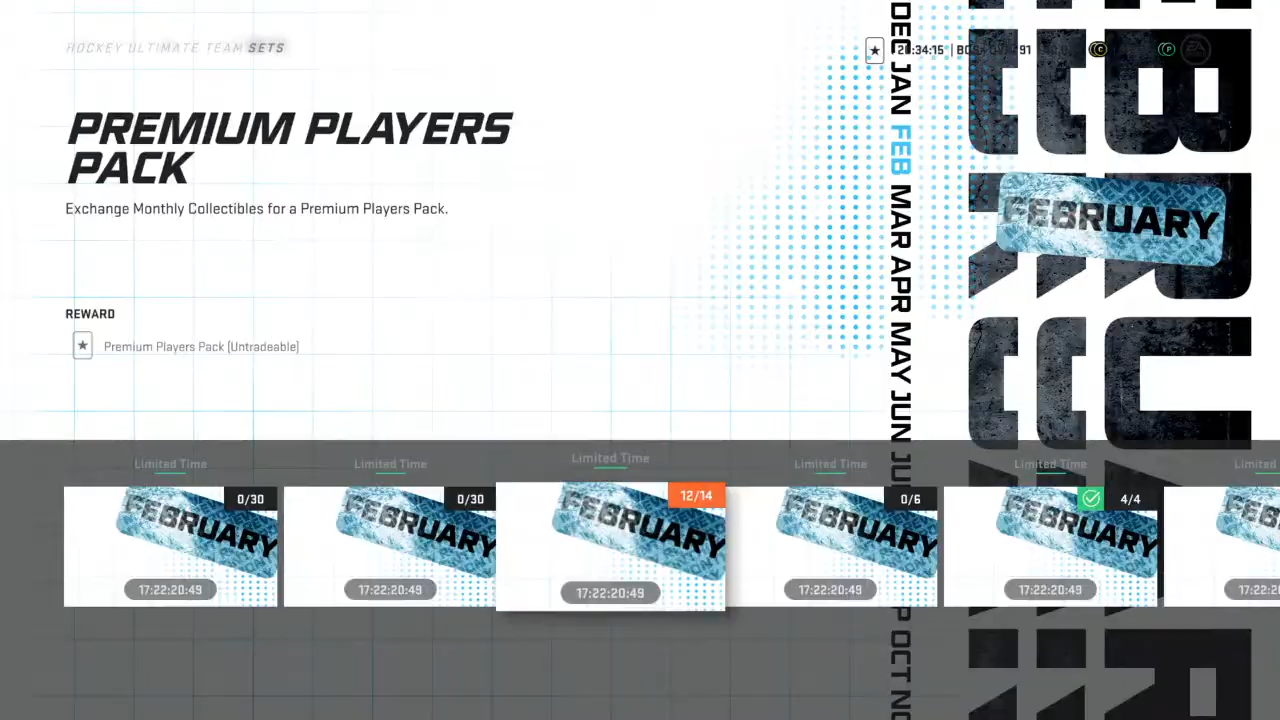 HOCKEY ULTIMATE TEAM SETS
PREMIUM PLAYERS
PACK
Exchange Monthly Collectibles for a Premium Players Pack.
REWARD
Premium Players Pack (Untradeable)
DEC JAN FEB MAR APR MAY JUN
OCT
FEBRUARY
Limited Time
0/30
FEBRUARY
17:22:20:49
Limited Time
0/30
FEBRUARY
17:22:20:49
Limited Time
12/14
FEBRUARY
17:22:20:49
Limited Time
0/6
FEBRUARY
17:22:20:49
Limited Time
4/4
FEBRUARY
17:22:20:49
Limited